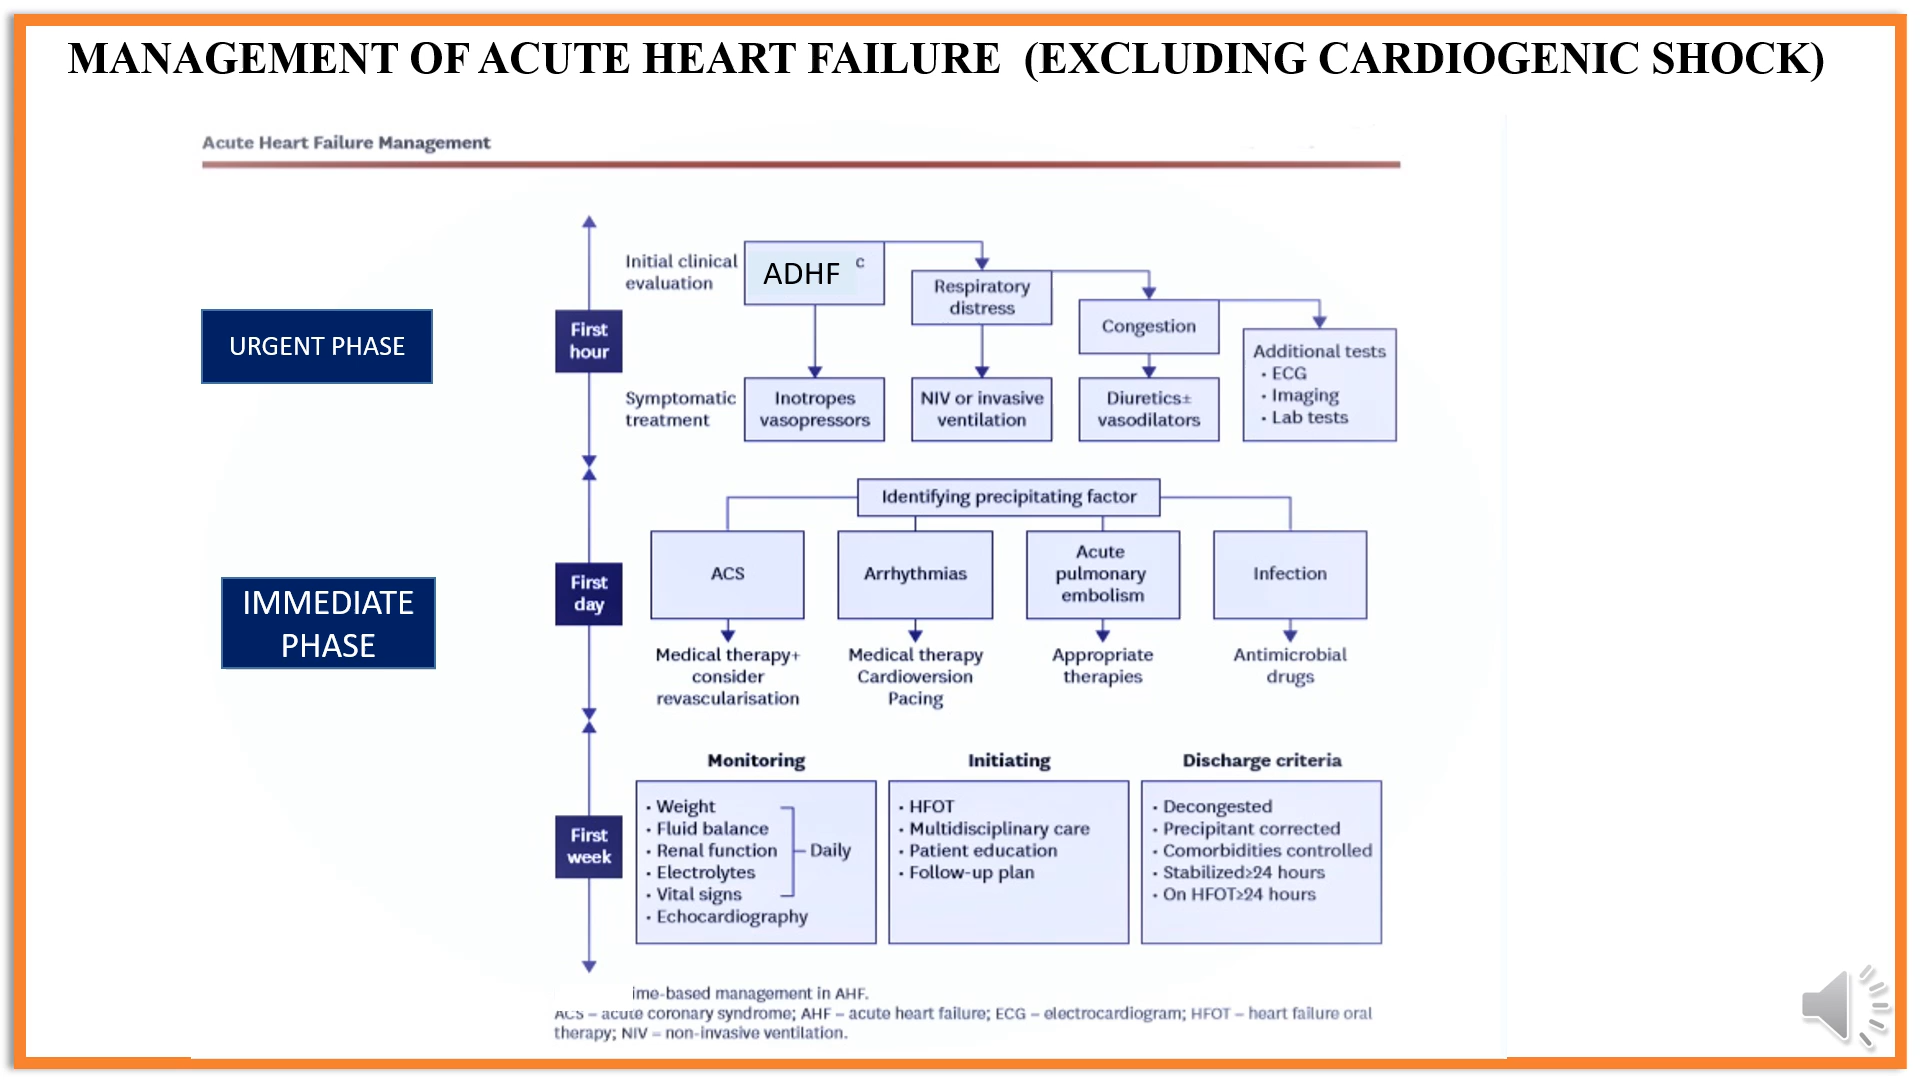 MANAGEMENT OF ACUTE HEART FAILURE (EXCLUDING CARDIOGENIC SHOCK)
Acute Heart Failure Management
URGENT PHASE
First
hour
Initial clinical
evaluation
ADHF c
Respiratory
distress
Congestion
Additional tests
• ECG
• Imaging
• Lab tests
Symptomatic
treatment
Inotropes
vasopressors
NIV or invasive
ventilation
Diuretics±
vasodilators
IMMEDIATE
PHASE
First
day
Identifying precipitating factor
ACS
Arrhythmias
Acute
pulmonary
embolism
Infection
Medical therapy+
consider
revascularisation
Medical therapy
Cardioversion
Pacing
Appropriate
therapies
Antimicrobial
drugs
First
week
Monitoring
• Weight
• Fluid balance
• Renal function
• Electrolytes
• Vital signs
Daily
• Echocardiography
Initiating
• HFOT
• Multidisciplinary care
• Patient education
• Follow-up plan
Discharge criteria
• Decongested
• Precipitant corrected
• Comorbidities controlled
• Stabilized≥24 hours
• On HFOT≥24 hours
ime-based management in AHF.
ACS – acute coronary syndrome; AHF – acute heart failure; ECG – electrocardiogram; HFOT – heart failure oral
therapy; NIV – non-invasive ventilation.